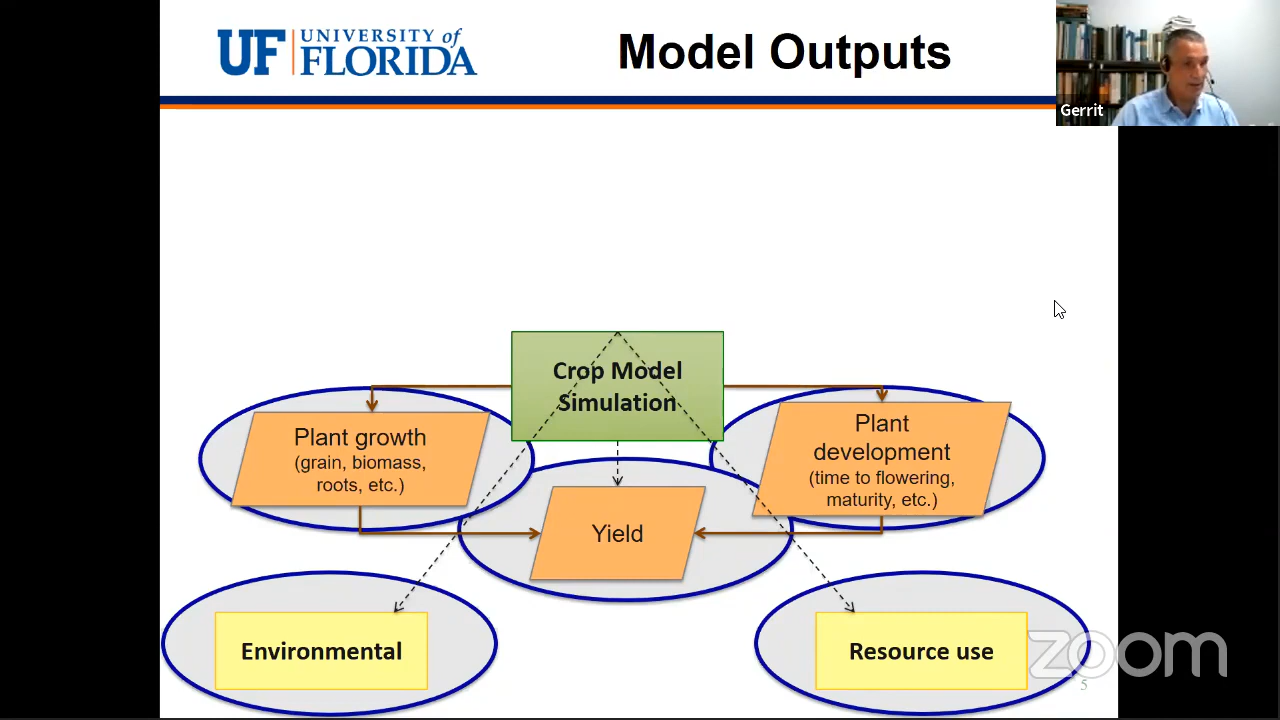 UF UNIVERSITY of
FLORIDA
Model Outputs
Gerrit
Crop Model
Simulation
Plant growth
(grain, biomass,
roots, etc.)
Plant
development
(time to flowering,
maturity, etc.)
Yield
Environmental
Resource use
zoom
5